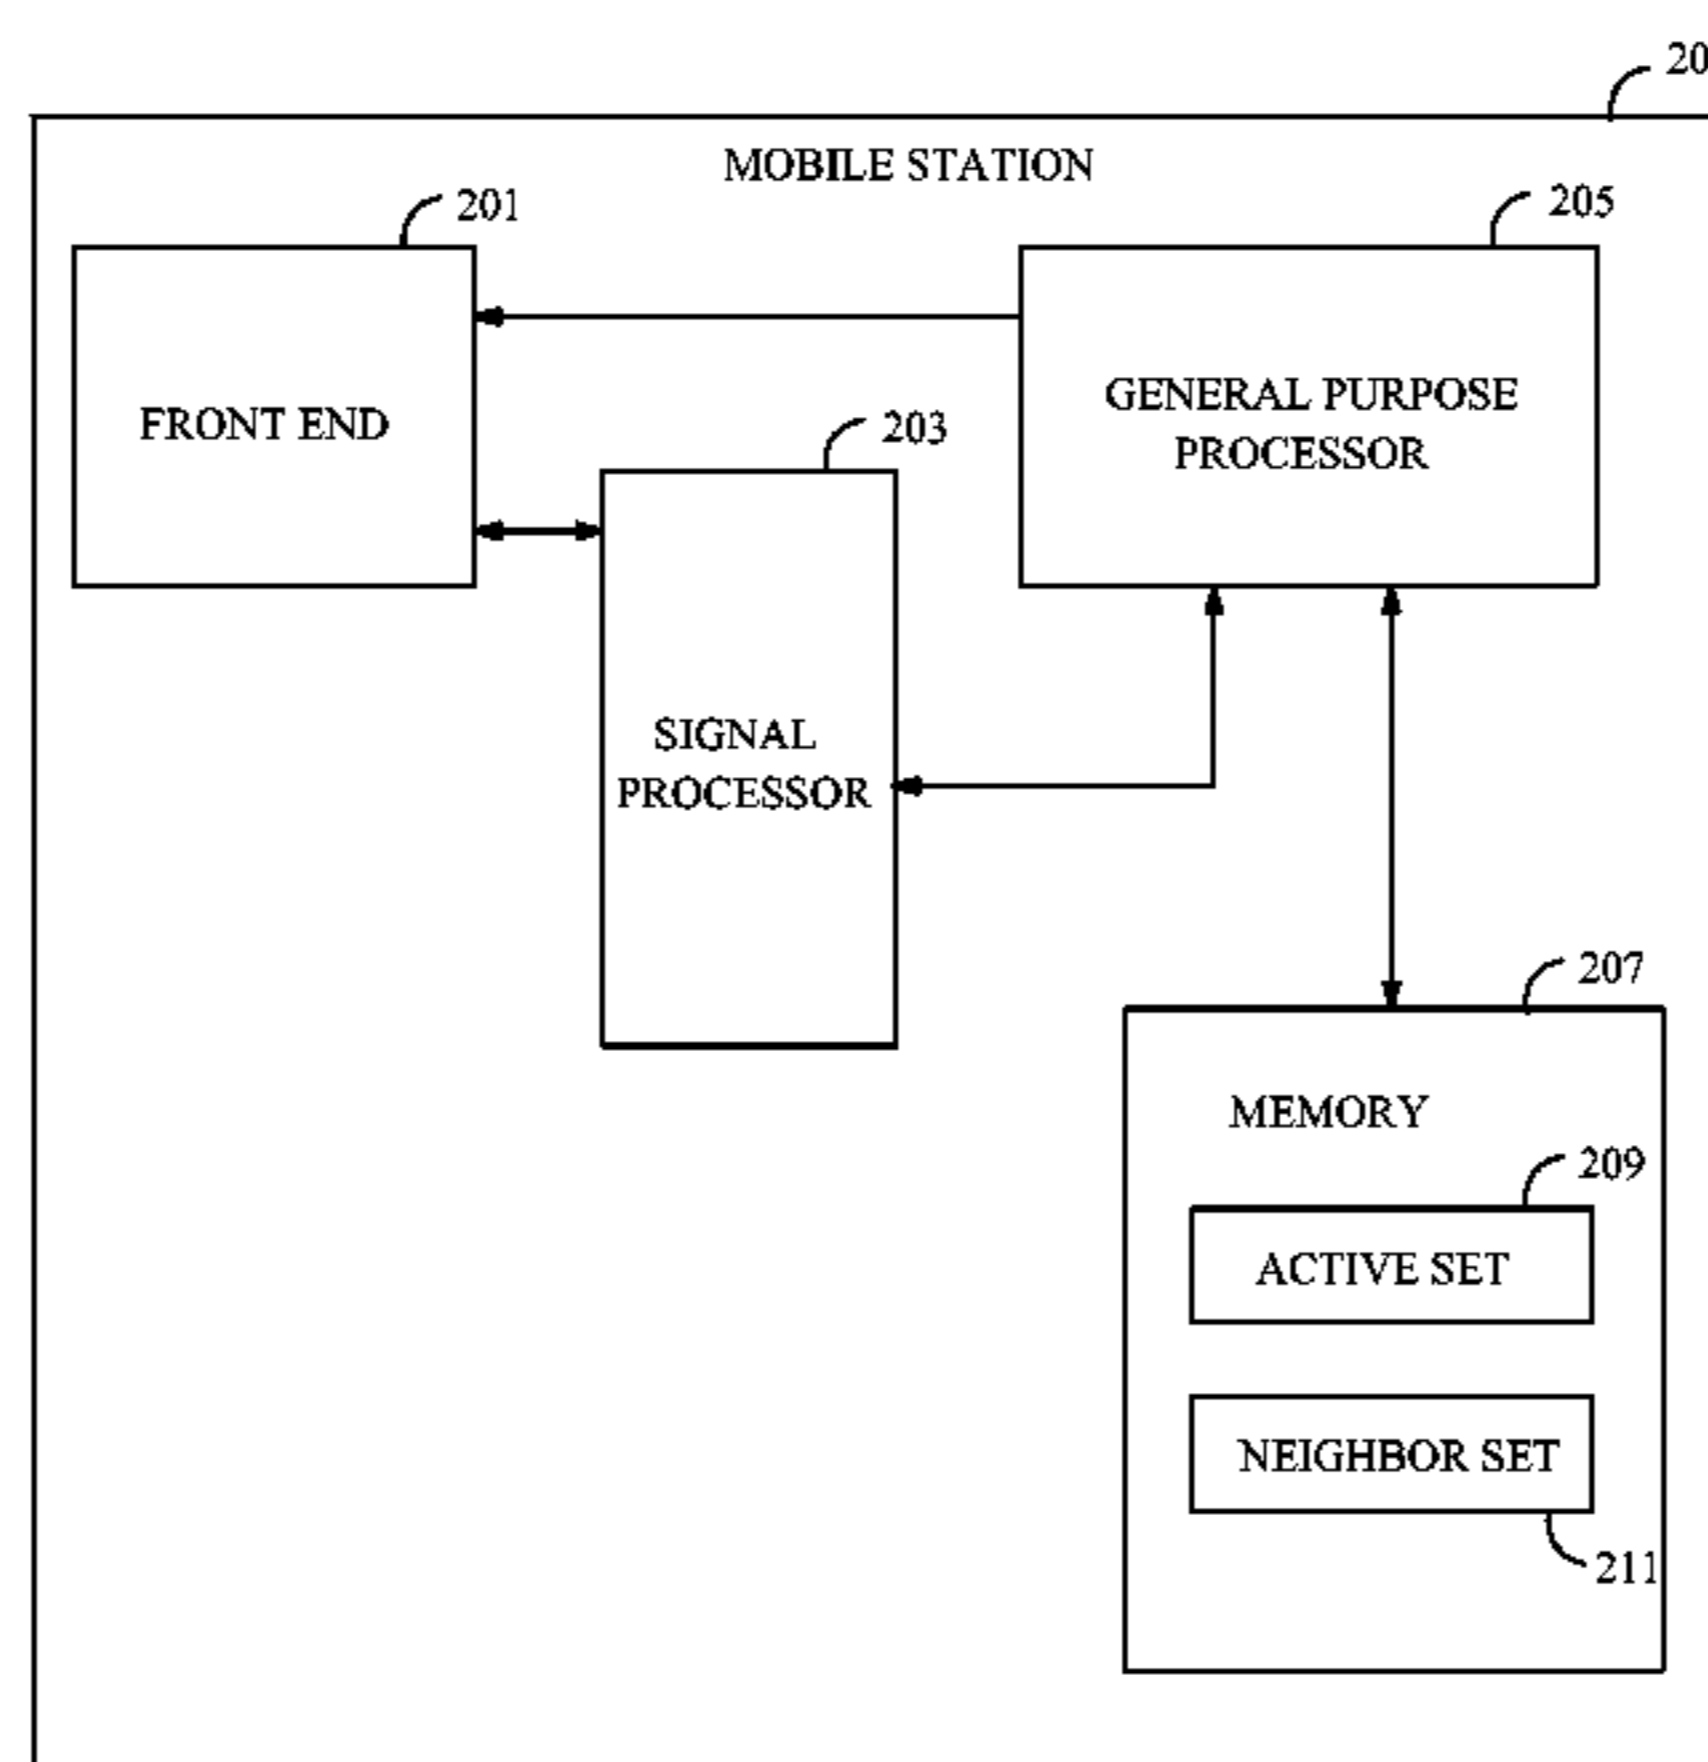 MOBILE STATION
201
205
FRONT END
GENERAL PURPOSE
PROCESSOR
203
SIGNAL
PROCESSOR
207
MEMORY
209
ACTIVE SET
NEIGHBOR SET
211